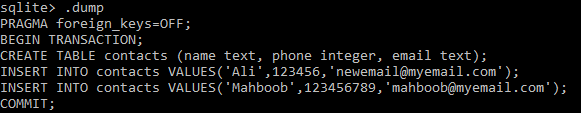 sqlite> .dump
PRAGMA foreign_keys=OFF;
BEGIN TRANSACTION;
CREATE TABLE contacts (name text, phone integer, email text);
INSERT INTO contacts VALUES('Ali',123456,'newemail@myemail.com');
INSERT INTO contacts VALUES('Mahboob',123456789,'mahboob@myemail.com');
COMMIT;